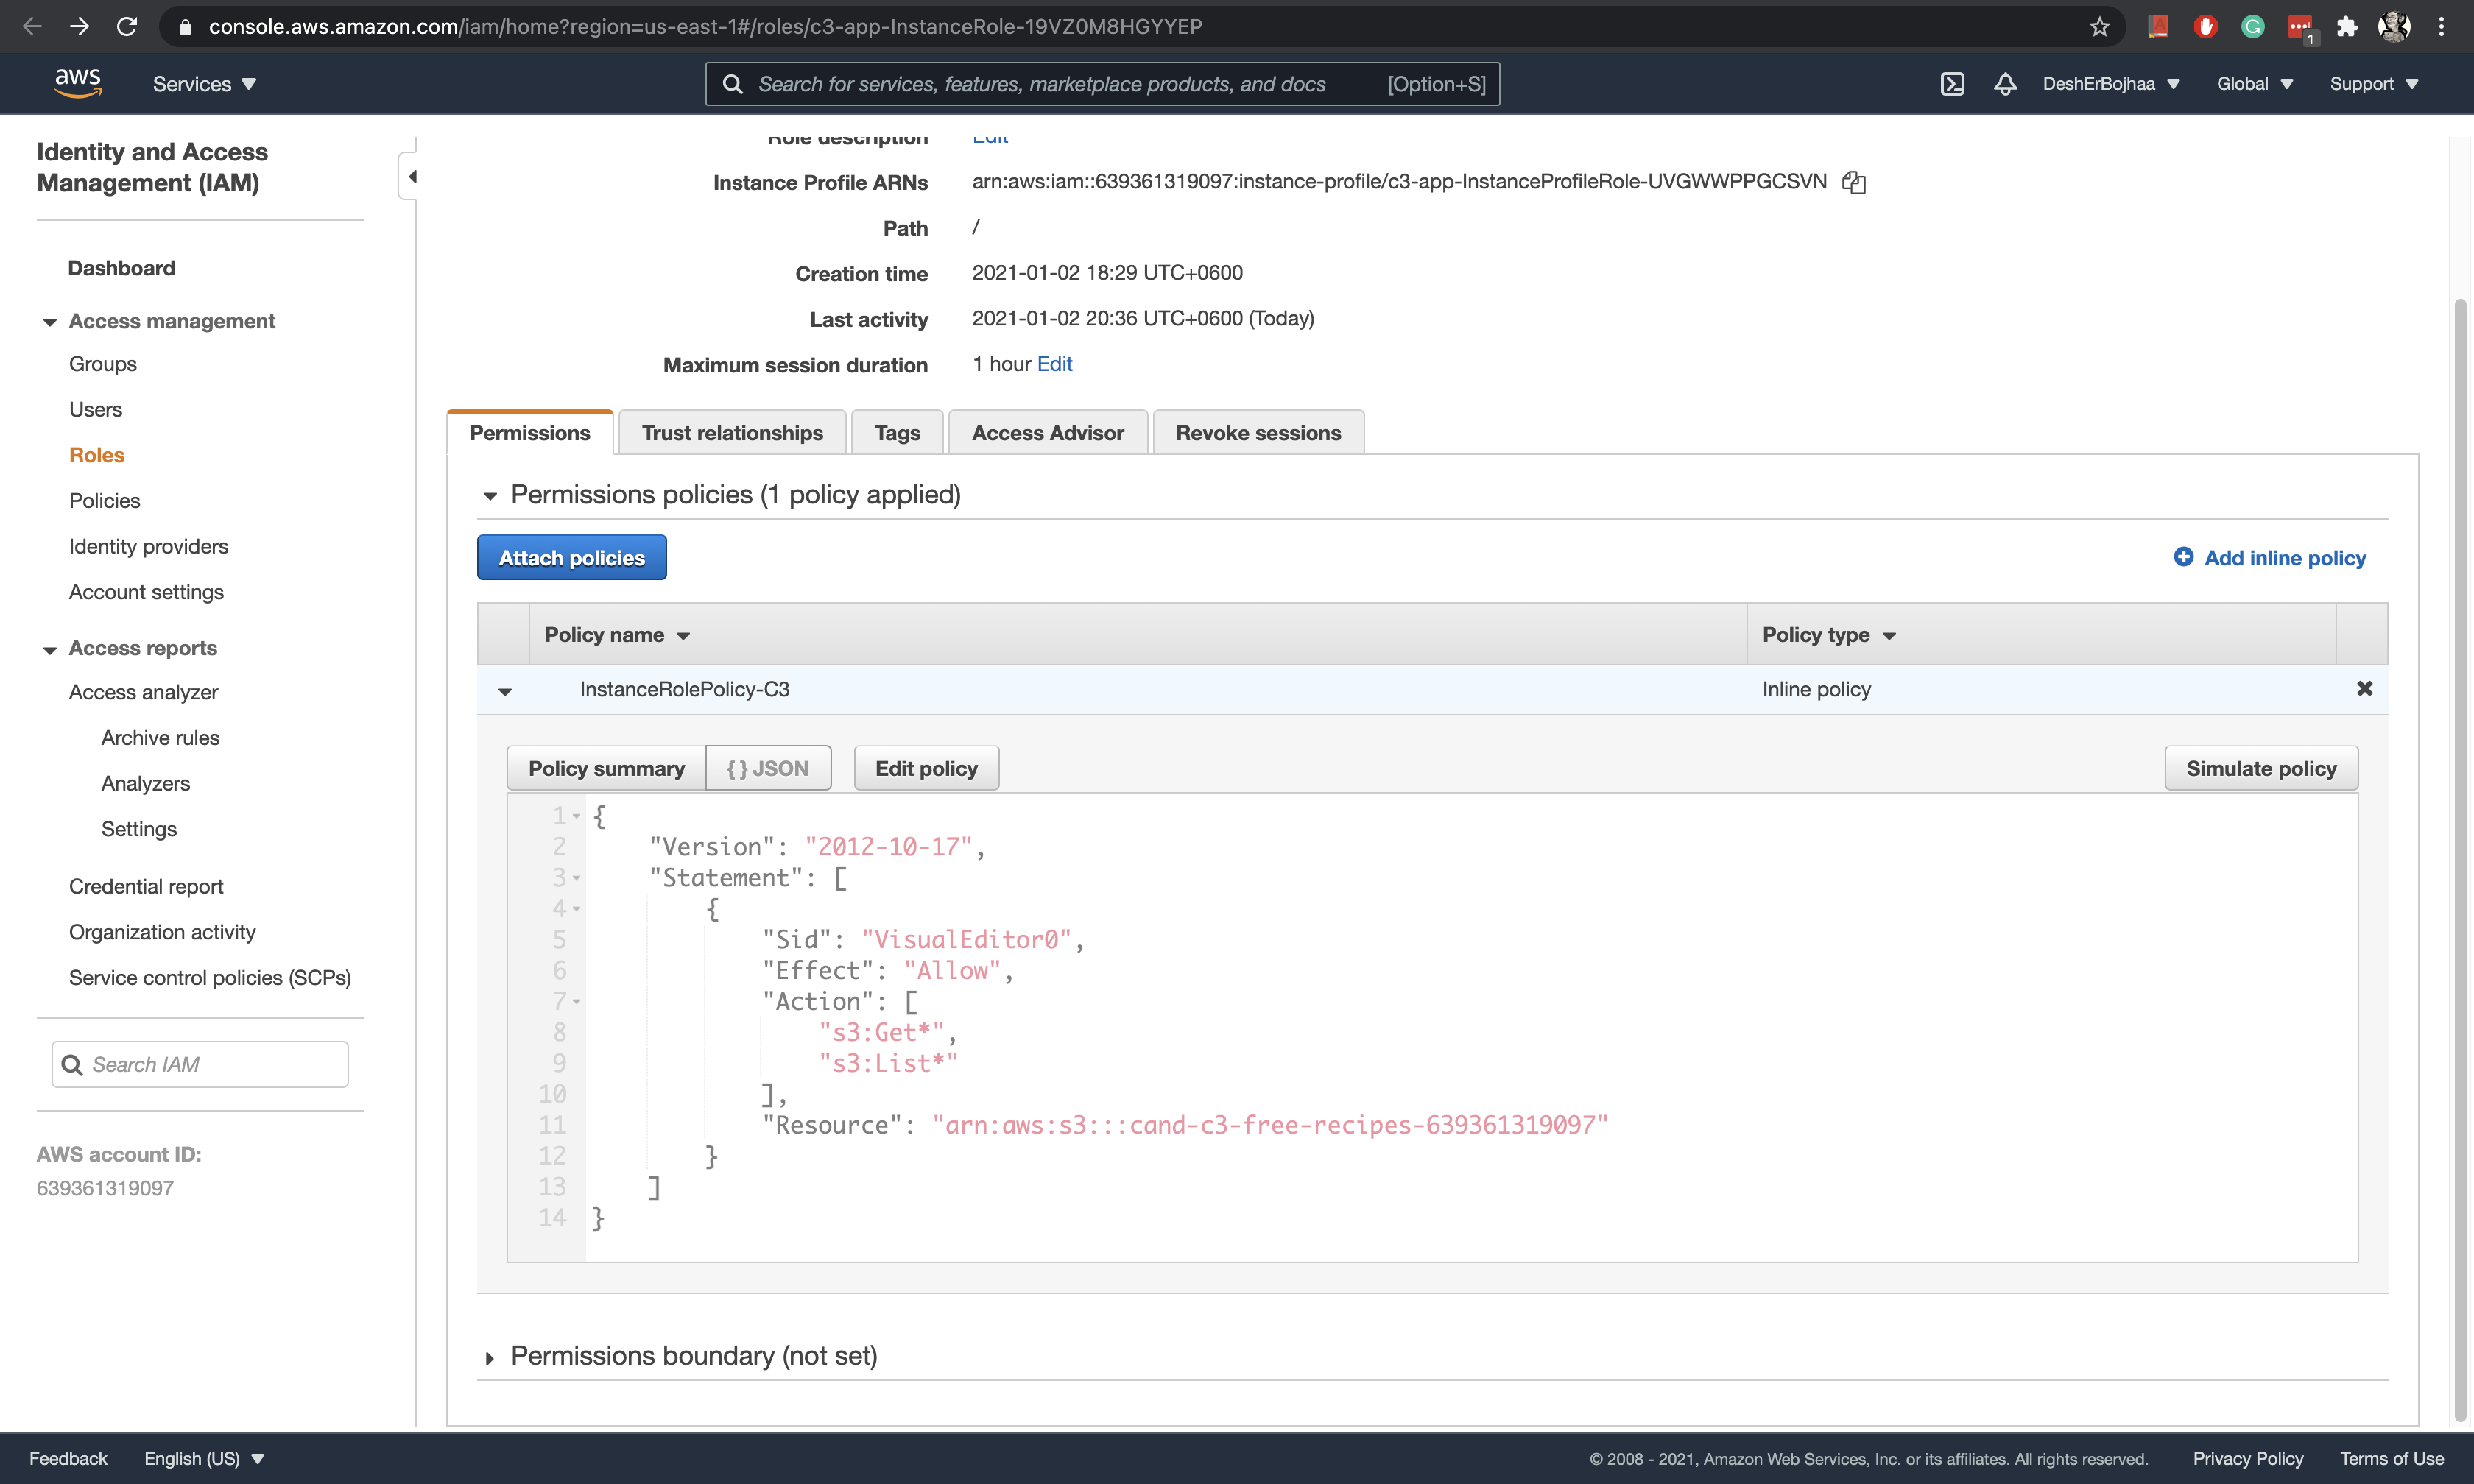 console.aws.amazon.com/iam/home?region=us-east-1#/roles/c3-app-InstanceRole-19VZ0M8HGYYEP
1
aws
Services
Search for services, features, marketplace products, and docs
[Option+S]
DeshErBojhaa
Global
Support
Identity and Access
Management (IAM)
Dashboard
Access management
Groups
Users
Roles
Policies
Identity providers
Account settings
Access reports
Access analyzer
Archive rules
Analyzers
Settings
Credential report
Organization activity
Service control policies (SCPs)
Search IAM
AWS account ID:
639361319097
Role description Edit
Instance Profile ARNs arn:aws:iam::639361319097:instance-profile/c3-app-InstanceProfileRole-UVGWWPPGCSVN
Path /
Creation time 2021-01-02 18:29 UTC+0600
Last activity 2021-01-02 20:36 UTC+0600 (Today)
Maximum session duration 1 hour Edit
Permissions Trust relationships Tags Access Advisor Revoke sessions
Permissions policies (1 policy applied)
Attach policies
Add inline policy
Policy name Policy type
InstanceRolePolicy-C3 Inline policy
Policy summary {} JSON Edit policy Simulate policy
1 {
2 "Version": "2012-10-17",
3 "Statement": [
4 {
5 "Sid": "VisualEditor0",
6 "Effect": "Allow",
7 "Action": [
8 "s3:Get*",
9 "s3:List*"
10 ],
11 "Resource": "arn:aws:s3:::cand-c3-free-recipes-639361319097"
12 }
13 ]
14 }
Permissions boundary (not set)
Feedback English (US)
© 2008 - 2021, Amazon Web Services, Inc. or its affiliates. All rights reserved. Privacy Policy Terms of Use